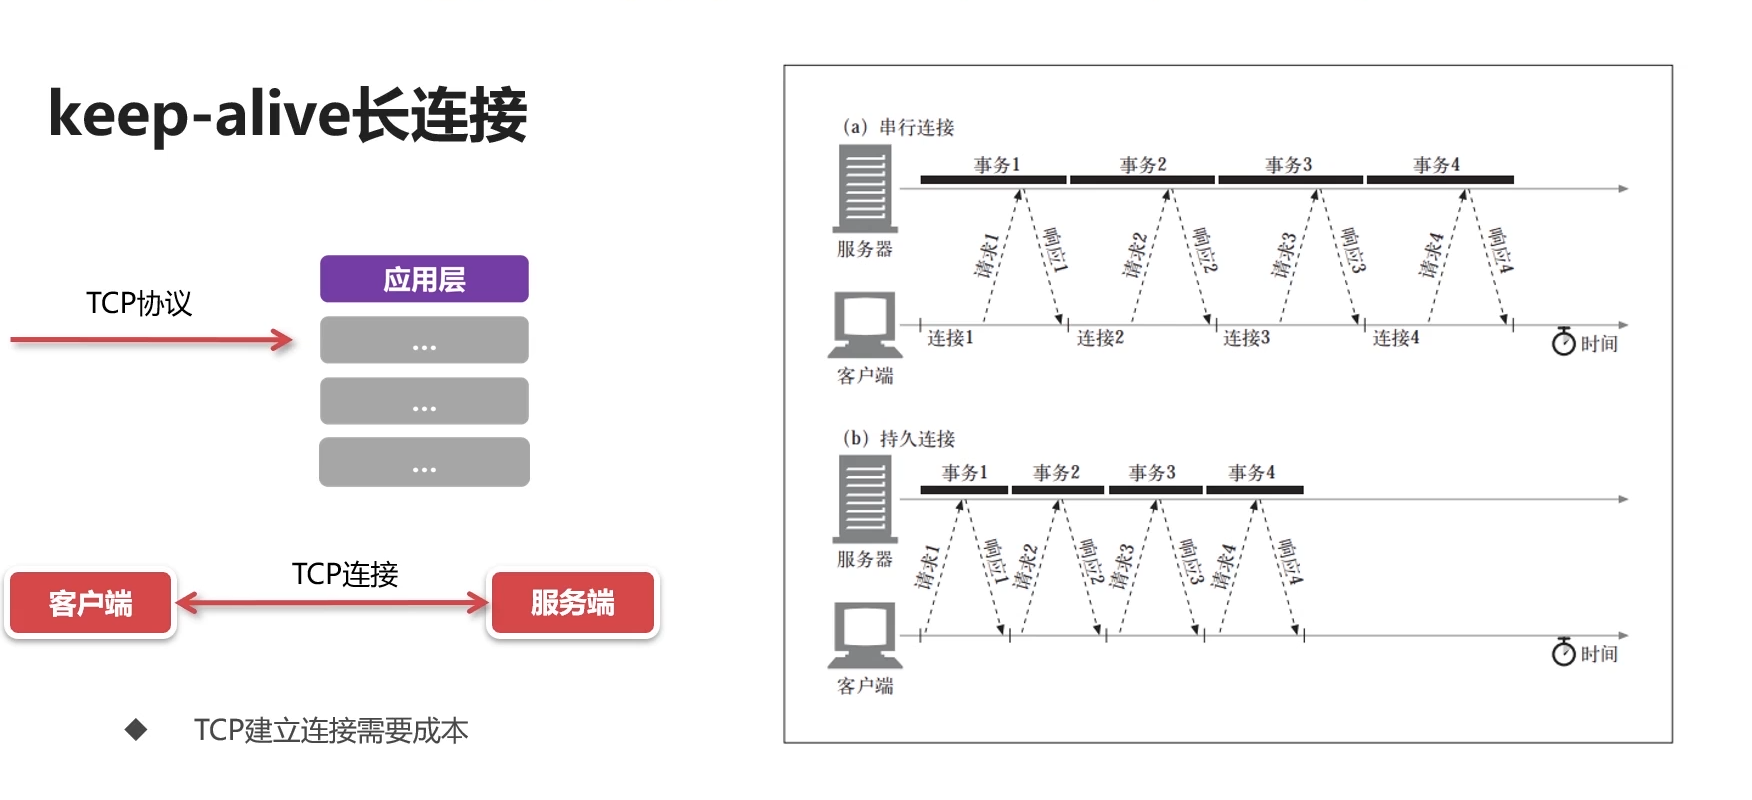 keep-alive长连接
TCP协议
应用层
...
...
...
客户端
TCP连接
服务端
TCP建立连接需要成本
（a）串行连接
事务1
事务2
事务3
事务4
服务器
请求1
响应1
请求2
响应2
请求3
响应3
请求4
响应4
连接1
连接2
连接3
连接4
时间
客户端
（b）持久连接
事务1
事务2
事务3
事务4
服务器
请求1
响应1
请求2
响应2
请求3
响应3
请求4
响应4
时间
客户端